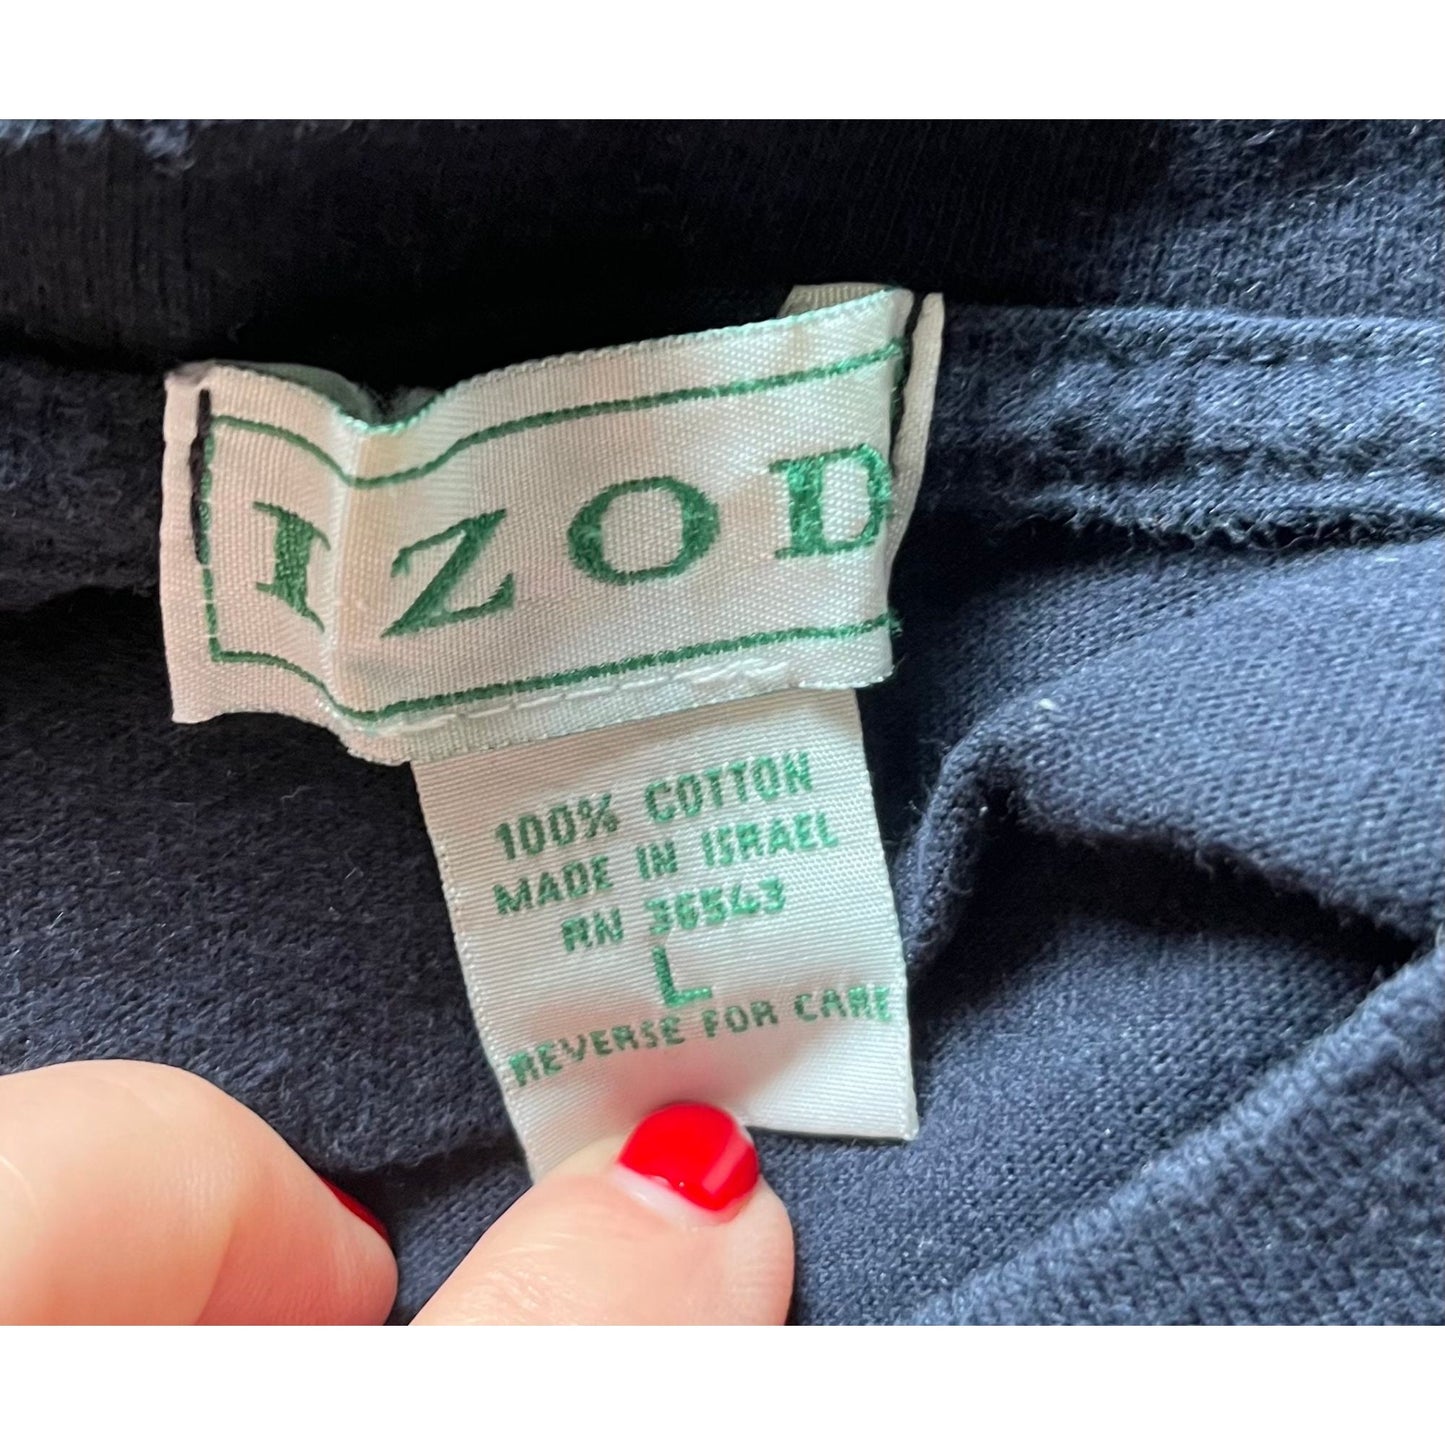 IZOD
100% COTTON
MADE IN ISRAEL
RN 36543
L
REVERSE FOR CARE